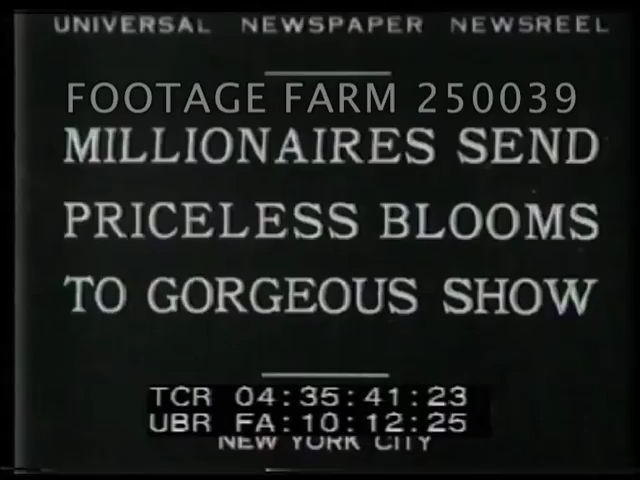 UNIVERSAL NEWSPAPER NEWSREEL
FOOTAGE FARM 250039
MILLIONAIRES SEND
PRICELESS BLOOMS
TO GORGEOUS SHOW
TCR 04:35:41:23
UBR FA:10:12:25
NEW YORK CITY